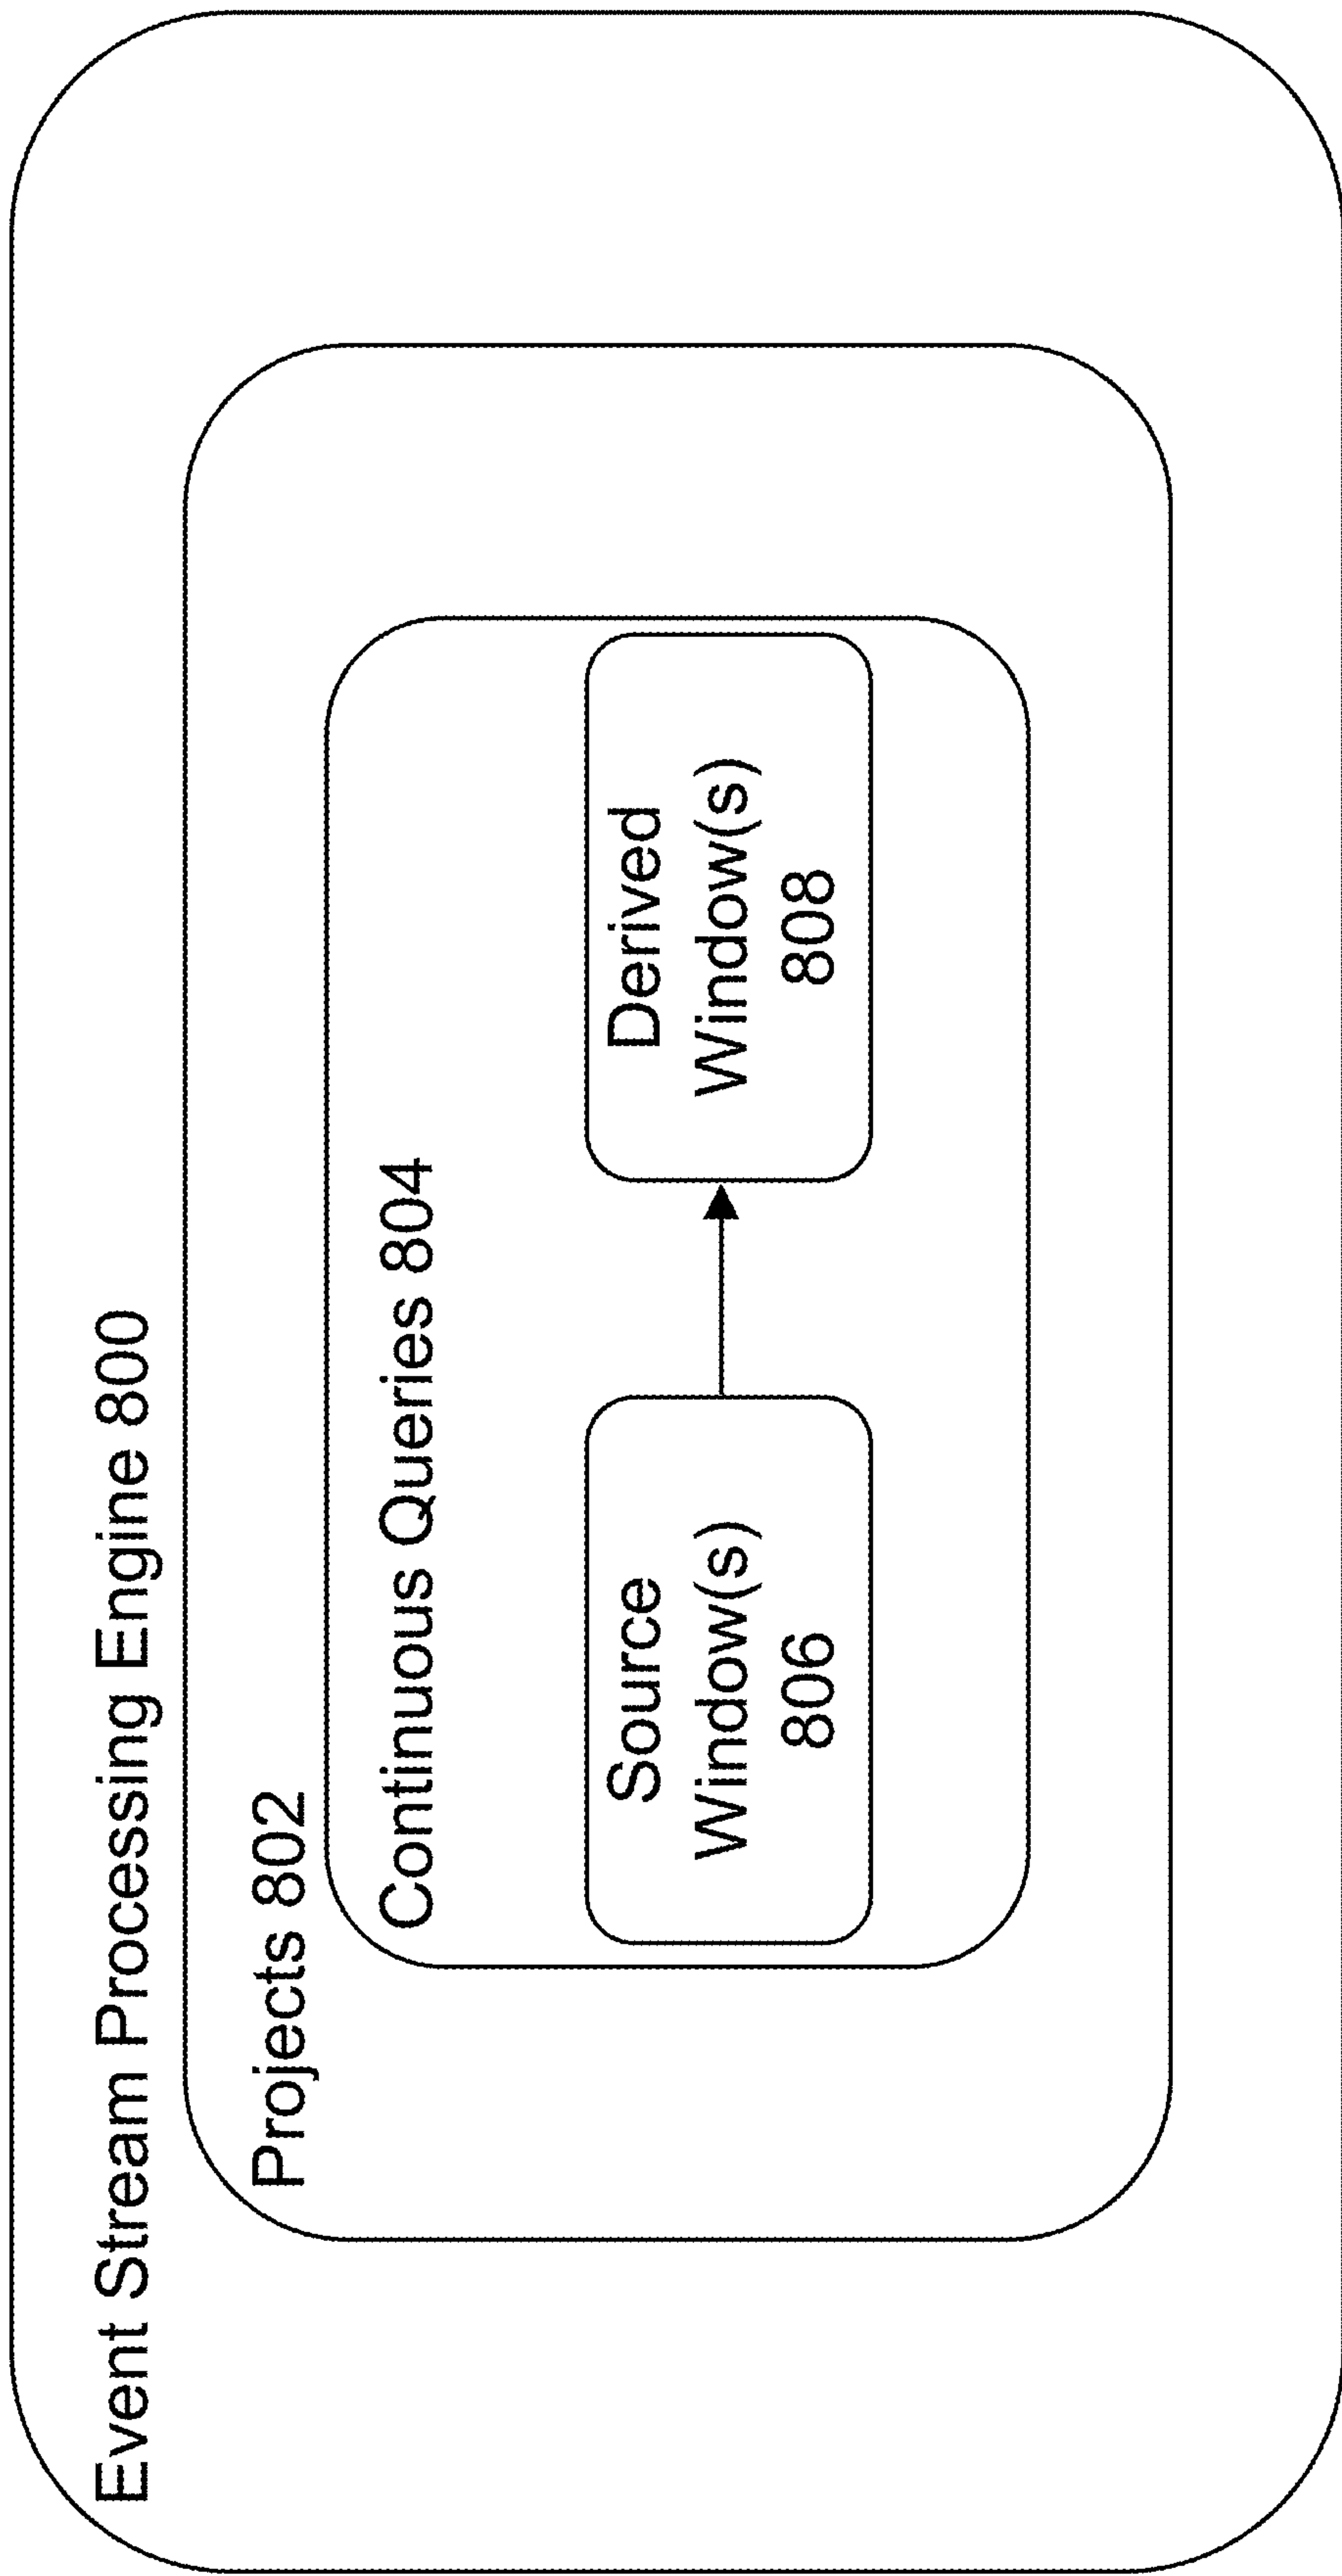 Event Stream Processing Engine 800
Projects 802
Continuous Queries 804
Source
Window(s)
806
Derived
Window(s)
808